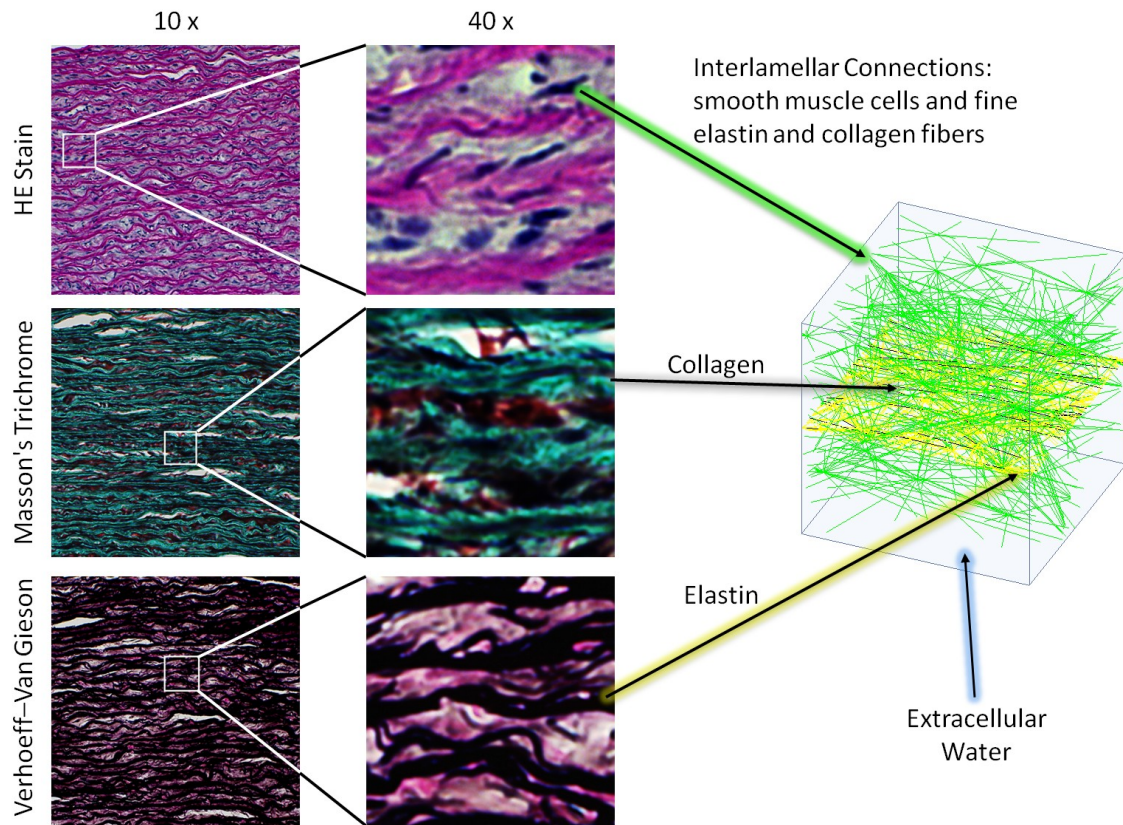 10 x
40 x
HE Stain
Masson's Trichrome
Verhoeff–Van Gieson
Interlamellar Connections:
smooth muscle cells and fine
elastin and collagen fibers
Collagen
Elastin
Extracellular
Water